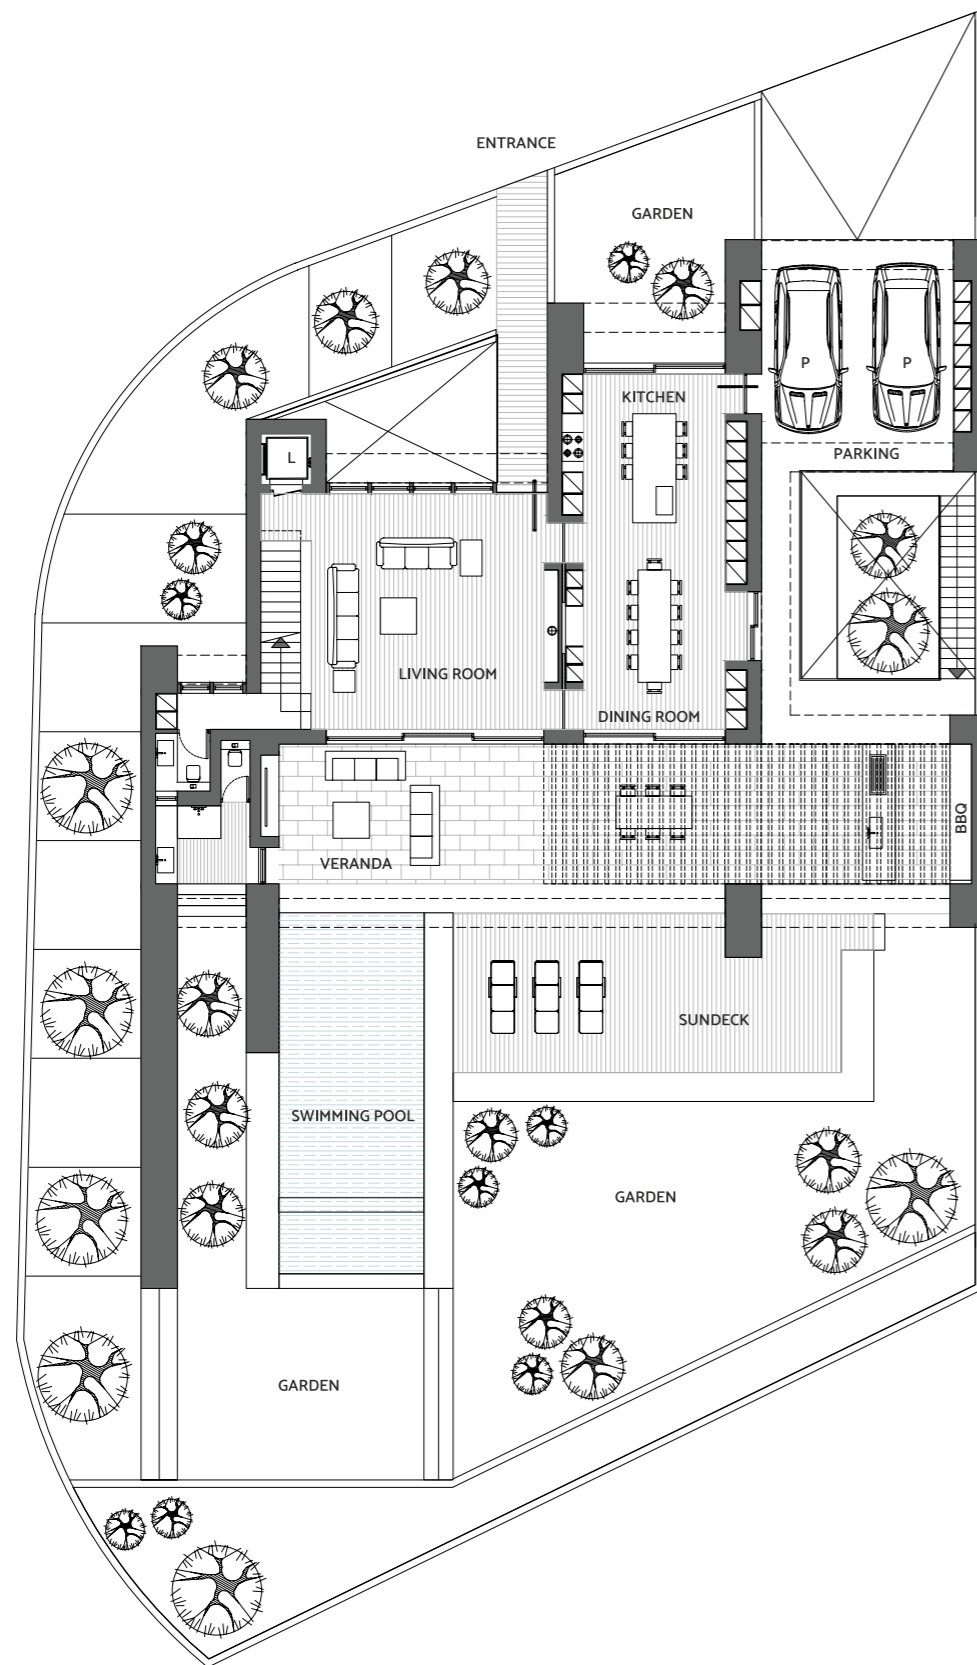 ENTRANCE
GARDEN
P
P
KITCHEN
PARKING
L
LIVING ROOM
DINING ROOM
BBQ
VERANDA
SUNDECK
SWIMMING POOL
GARDEN
GARDEN